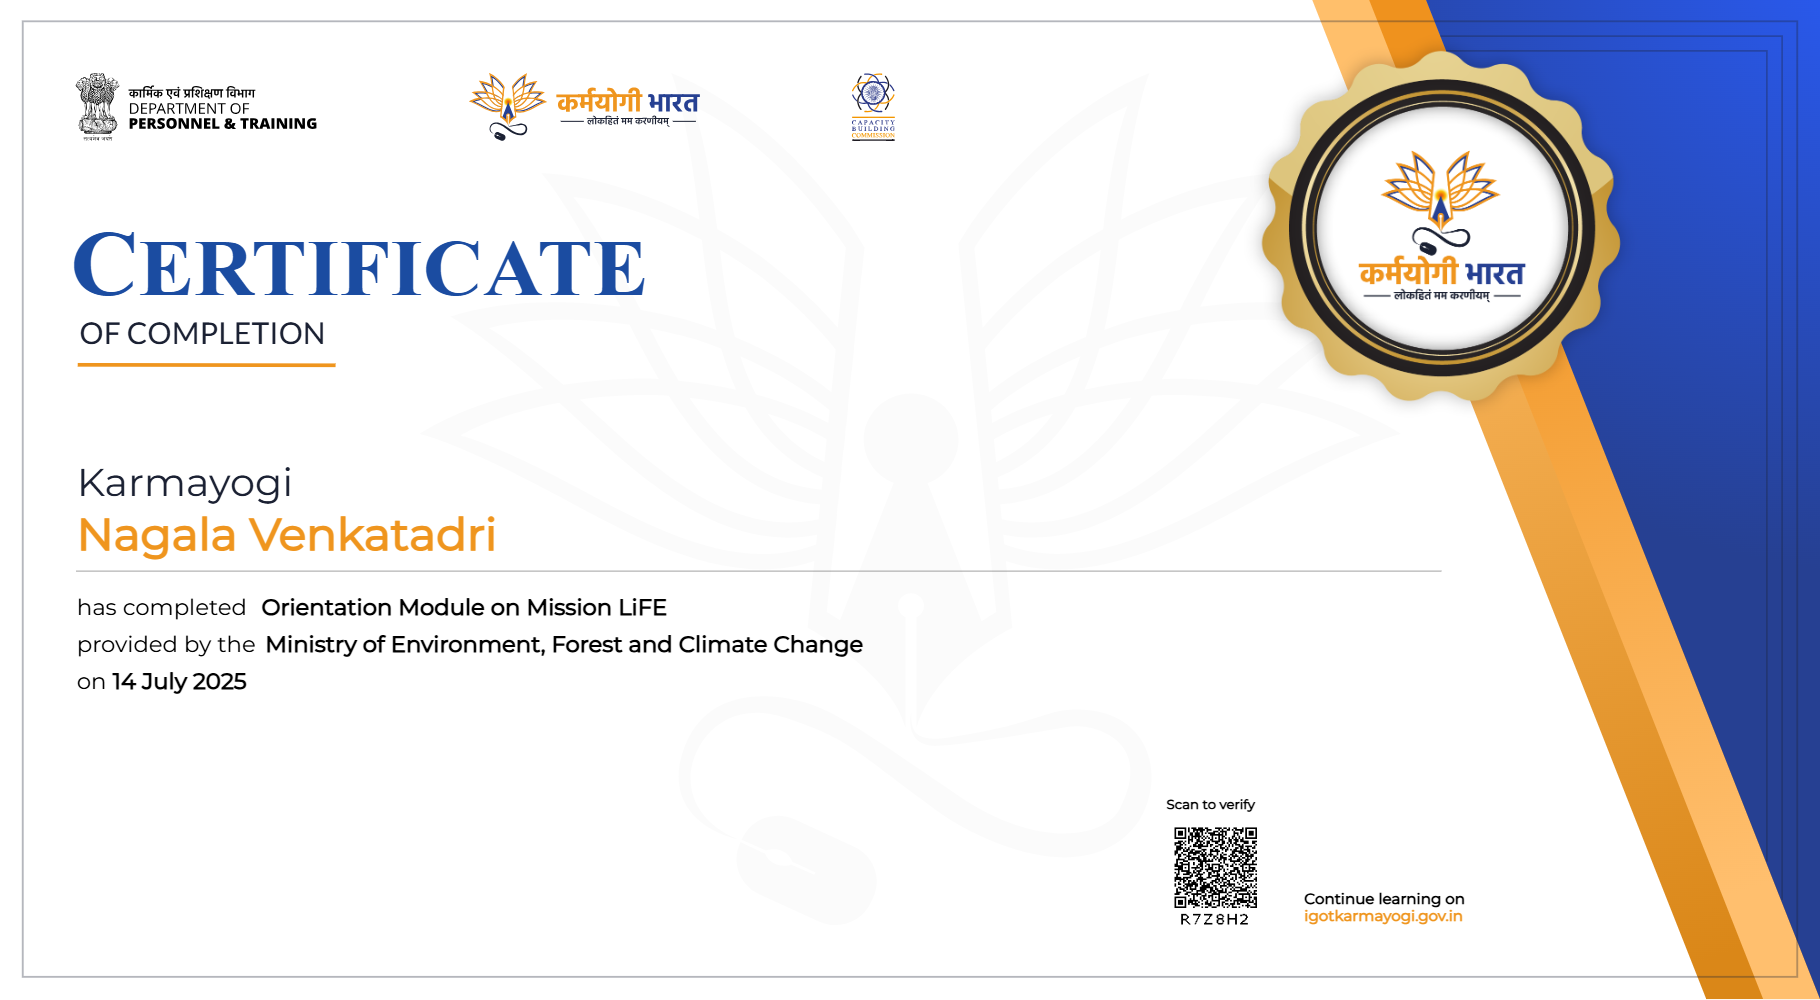 कार्मिक एवं प्रशिक्षण विभाग
DEPARTMENT OF
PERSONNEL & TRAINING
सत्यमेव जयते
कर्मयोगी भारत
लोकहितं मम करणीयम्
CAPACITY
BUILDING
COMMISSION
कर्मयोगी भारत
लोकहितं मम करणीयम्
CERTIFICATE
OF COMPLETION
Karmayogi
Nagala Venkatadri
has completed Orientation Module on Mission LiFE
provided by the Ministry of Environment, Forest and Climate Change
on 14 July 2025
Scan to verify
R7Z8H2
Continue learning on
igotkarmayogi.gov.in